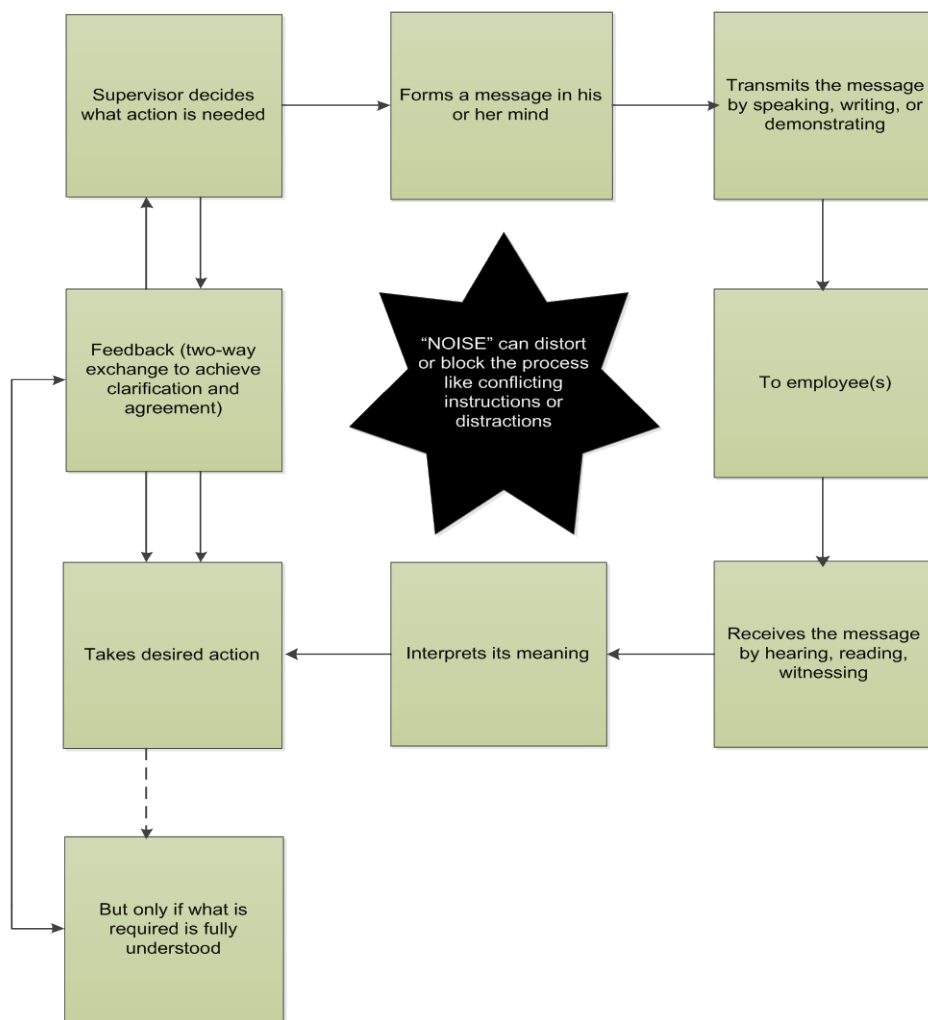 Supervisor decides
what action is needed
Forms a message in his
or her mind
Transmits the message
by speaking, writing, or
demonstrating
Feedback (two-way
exchange to achieve
clarification and
agreement)
“NOISE” can distort
or block the process
like conflicting
instructions or
distractions
To employee(s)
Takes desired action
Interprets its meaning
Receives the message
by hearing, reading,
witnessing
But only if what is
required is fully
understood